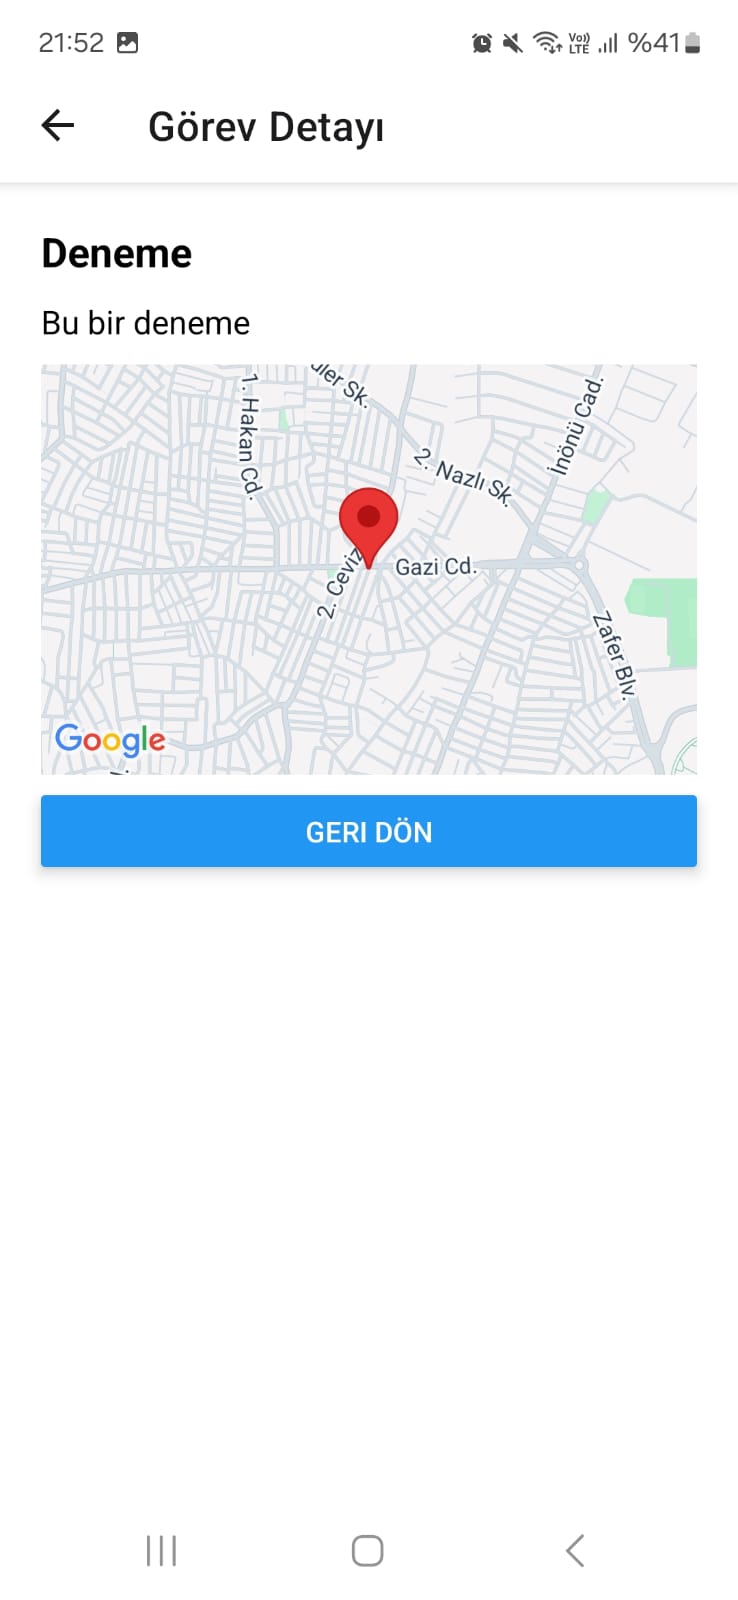 21:52 Vo)) LTE %41
Görev Detayı
Deneme
Bu bir deneme
1. Hakan Cd.
Sk.
İnönü Cad.
2. Nazlı Sk.
2. Ceviz
Gazi Cd.
Zafer Blv.
Google
GERI DÖN